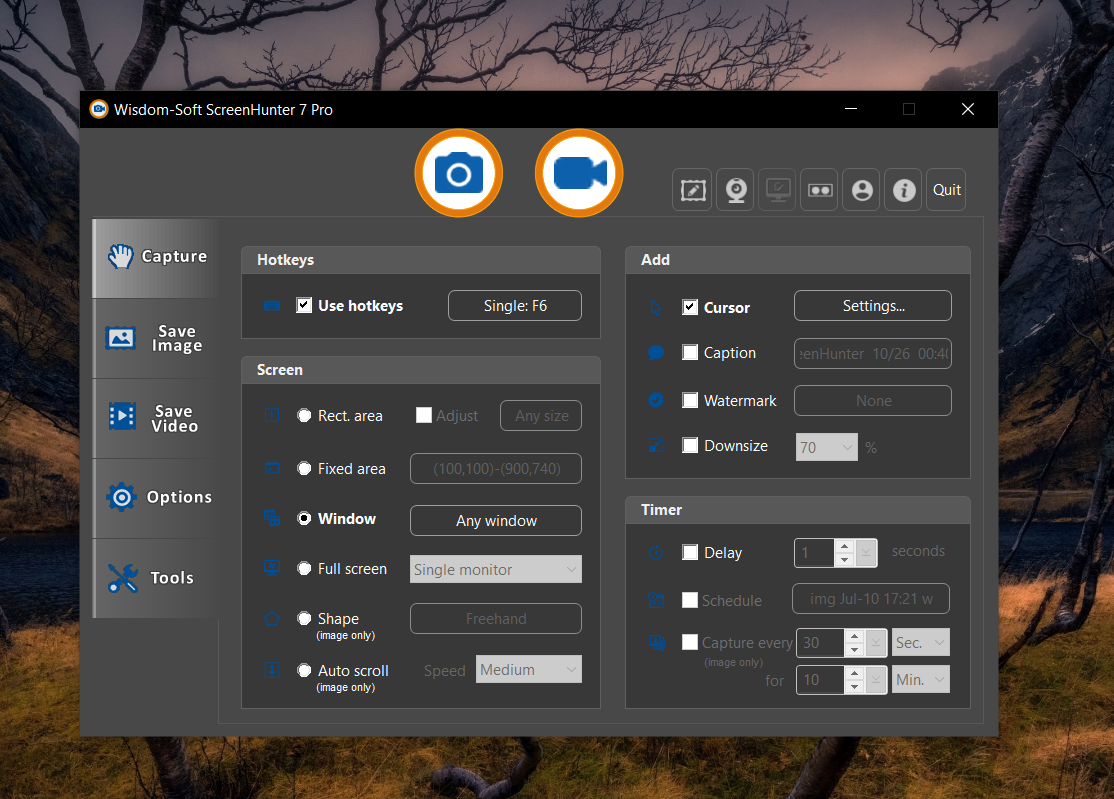 Wisdom-Soft ScreenHunter 7 Pro
Quit
Capture
Save
Image
Save
Video
Options
Tools
Hotkeys
Use hotkeys
Single: F6
Screen
Rect. area
Adjust
Any size
Fixed area
(100,100)-(900,740)
Window
Any window
Full screen
Single monitor
Shape
(image only)
Freehand
Auto scroll
(image only)
Speed
Medium
Add
Cursor
Settings...
Caption
eenHunter 10/26 00:40
Watermark
None
Downsize
70
%
Timer
Delay
1
seconds
Schedule
img Jul-10 17:21 w
Capture every
30
Sec.
(image only)
for
10
Min.